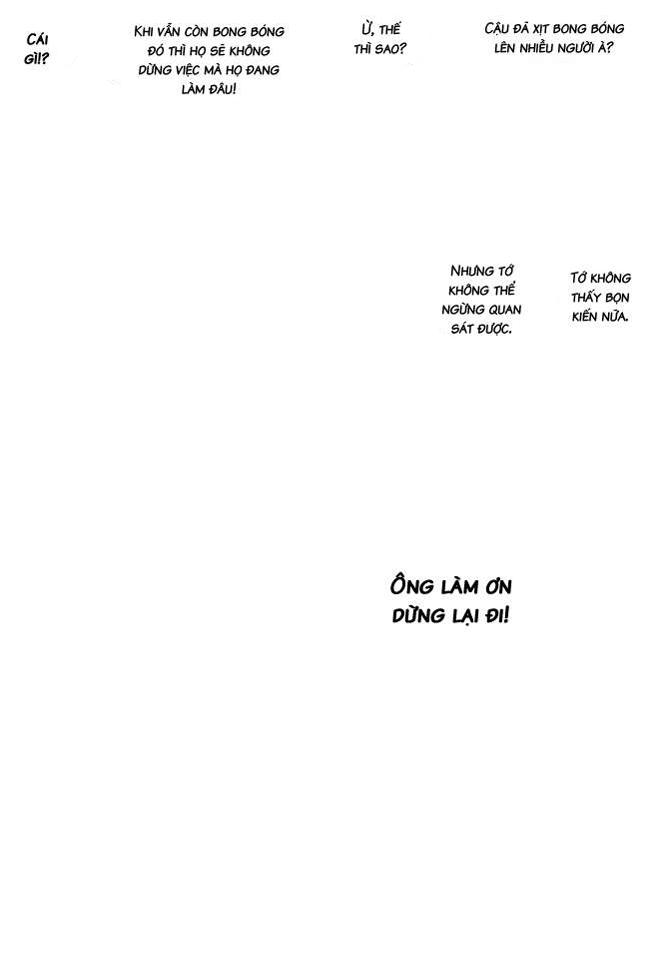 CẬU ĐÃ XỊT BONG BÓNG
LÊN NHIỀU NGƯỜI À?
Ừ, THẾ
THÌ SAO?
KHI VẪN CÒN BONG BÓNG
ĐÓ THÌ HỌ SẼ KHÔNG
DỪNG VIỆC MÀ HỌ ĐANG
LÀM ĐÂU!
CÁI
GÌ!?
TỚ KHÔNG
THẤY BỌN
KIẾN NỮA.
NHƯNG TỚ
KHÔNG THỂ
NGỪNG QUAN
SÁT ĐƯỢC.
ÔNG LÀM ƠN
DỪNG LẠI ĐI!